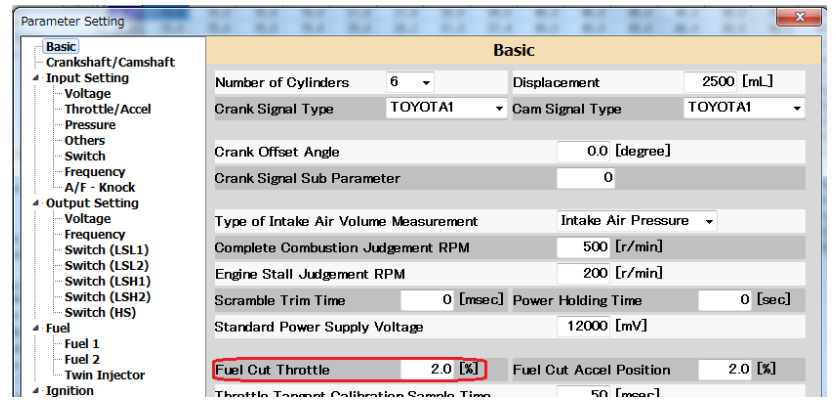 Parameter Setting
Basic
Crankshaft/Camshaft
Input Setting
Voltage
Throttle/Accel
Pressure
Others
Switch
Frequency
A/F - Knock
Output Setting
Voltage
Frequency
Switch (LSL1)
Switch (LSL2)
Switch (LSH1)
Switch (LSH2)
Switch (HS)
Fuel
Fuel 1
Fuel 2
Twin Injector
Ignition
Basic
Number of Cylinders 6 Displacement 2500 [mL]
Crank Signal Type TOYOTA1 Cam Signal Type TOYOTA1
Crank Offset Angle 0.0 [degree]
Crank Signal Sub Parameter 0
Type of Intake Air Volume Measurement Intake Air Pressure
Complete Combustion Judgement RPM 500 [r/min]
Engine Stall Judgement RPM 200 [r/min]
Scramble Trim Time 0 [msec] Power Holding Time 0 [sec]
Standard Power Supply Voltage 12000 [mV]
Fuel Cut Throttle 2.0 [%] Fuel Cut Accel Position 2.0 [%]
Throttle Tangent Calibration Sample Time 50 [msec]